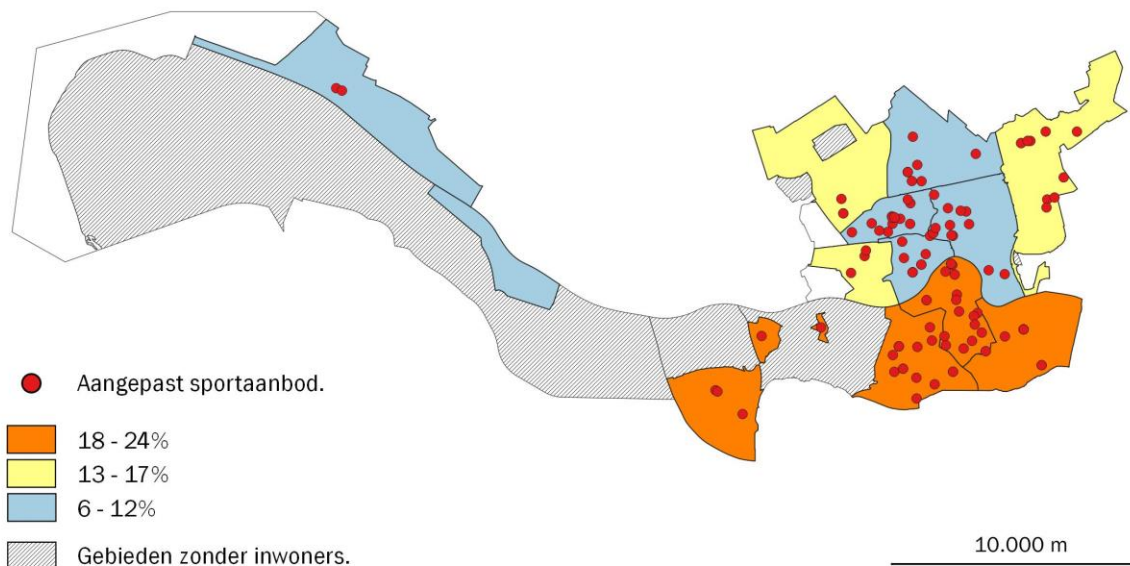 Aangepast sportaanbod.
18 - 24%
13 - 17%
6 - 12%
Gebieden zonder inwoners.
10.000 m